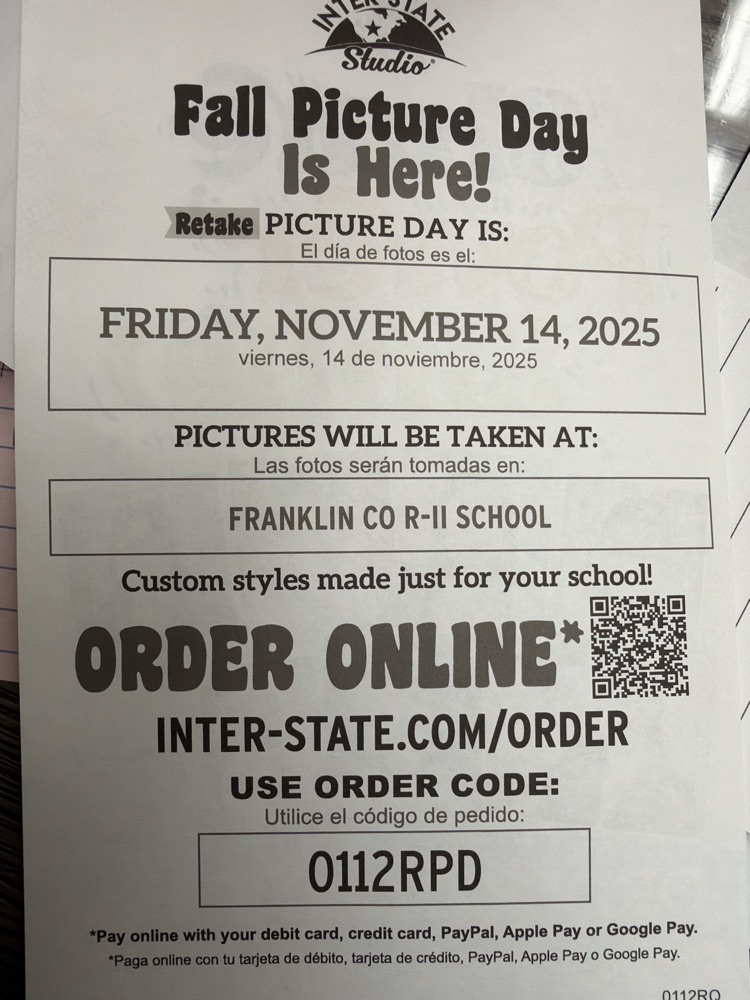 INTER-STATE
Studio
Fall Picture Day
Is Here!
Retake PICTURE DAY IS:
El día de fotos es el:
FRIDAY, NOVEMBER 14, 2025
viernes, 14 de noviembre, 2025
PICTURES WILL BE TAKEN AT:
Las fotos serán tomadas en:
FRANKLIN CO R-II SCHOOL
Custom styles made just for your school!
ORDER ONLINE*
INTER-STATE.COM/ORDER
USE ORDER CODE:
Utilice el código de pedido:
0112RPD
*Pay online with your debit card, credit card, PayPal, Apple Pay or Google Pay.
*Paga online con tu tarjeta de débito, tarjeta de crédito, PayPal, Apple Pay o Google Pay.
0112RQ